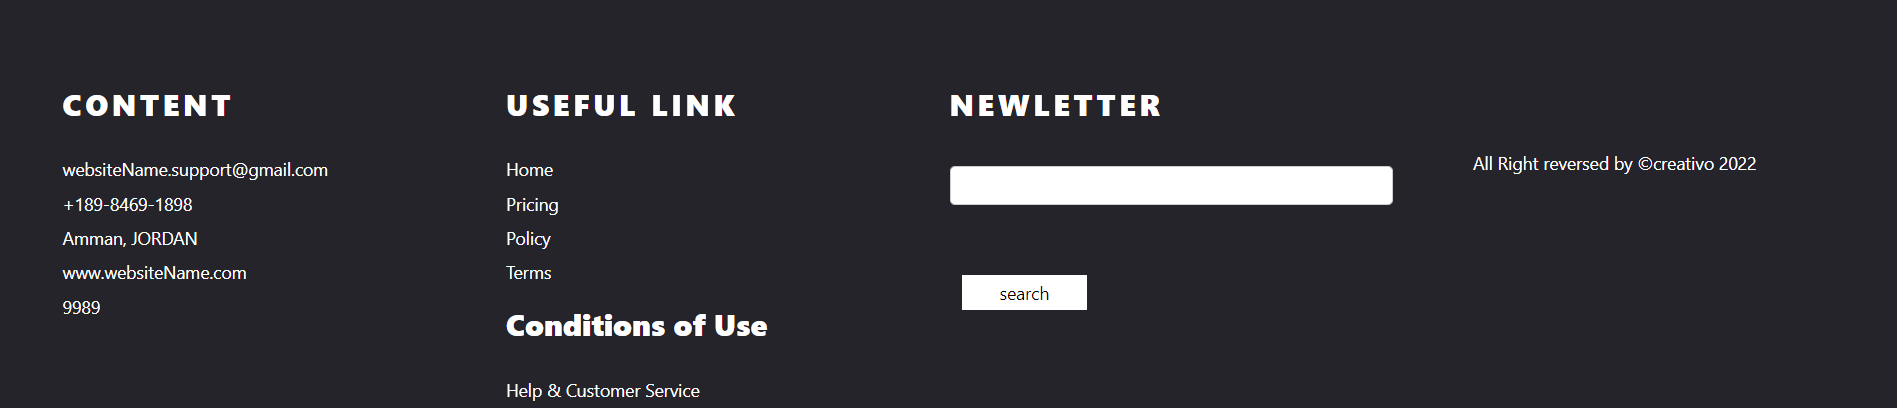 CONTENT
websiteName.support@gmail.com
+189-8469-1898
Amman, JORDAN
www.websiteName.com
9989
USEFUL LINK
Home
Pricing
Policy
Terms
Conditions of Use
Help & Customer Service
NEWLETTER
search
All Right reversed by ©creativo 2022